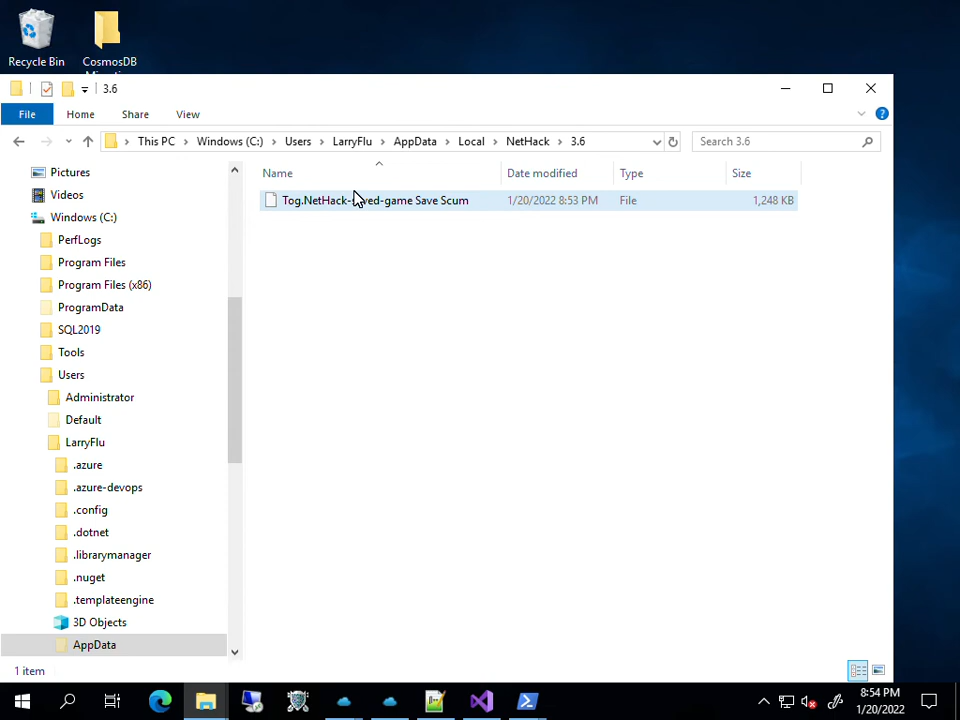 Recycle Bin
CosmosDB
3.6
File
Home
Share
View
This PC > Windows (C:) > Users > LarryFlu > AppData > Local > NetHack > 3.6
Search 3.6
Name
Date modified
Type
Size
Tog.NetHack- ved-game Save Scum
1/20/2022 8:53 PM
File
1,248 KB
Pictures
Videos
Windows (C:)
PerfLogs
Program Files
Program Files (x86)
ProgramData
SQL2019
Tools
Users
Administrator
Default
LarryFlu
.azure
.azure-devops
.config
.dotnet
.librarymanager
.nuget
.templateengine
3D Objects
AppData
1 item
8:54 PM
1/20/2022